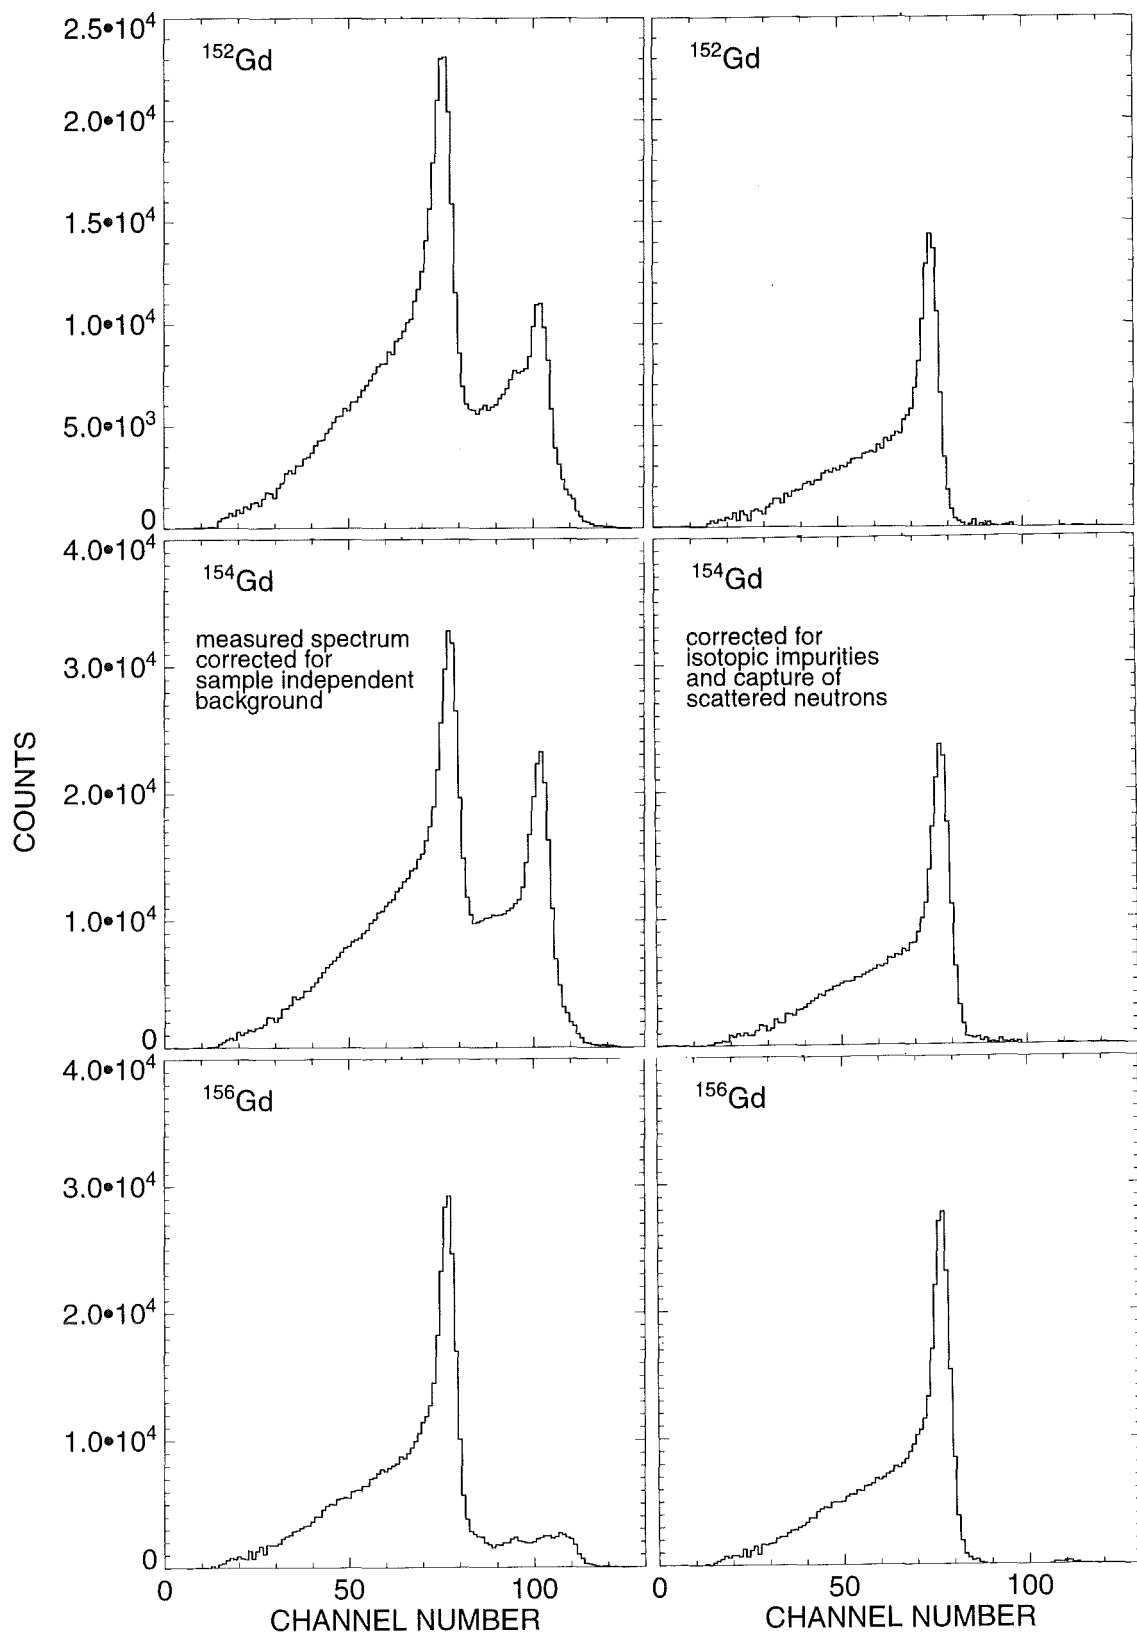 2.5•10⁴
2.0•10⁴
1.5•10⁴
1.0•10⁴
5.0•10³
0
¹⁵²Gd
¹⁵²Gd
4.0•10⁴
3.0•10⁴
2.0•10⁴
1.0•10⁴
0
¹⁵⁴Gd
measured spectrum
corrected for
sample independent
background
¹⁵⁴Gd
corrected for
isotopic impurities
and capture of
scattered neutrons
COUNTS
4.0•10⁴
3.0•10⁴
2.0•10⁴
1.0•10⁴
0
¹⁵⁶Gd
¹⁵⁶Gd
0 50 100
0 50 100
CHANNEL NUMBER
CHANNEL NUMBER